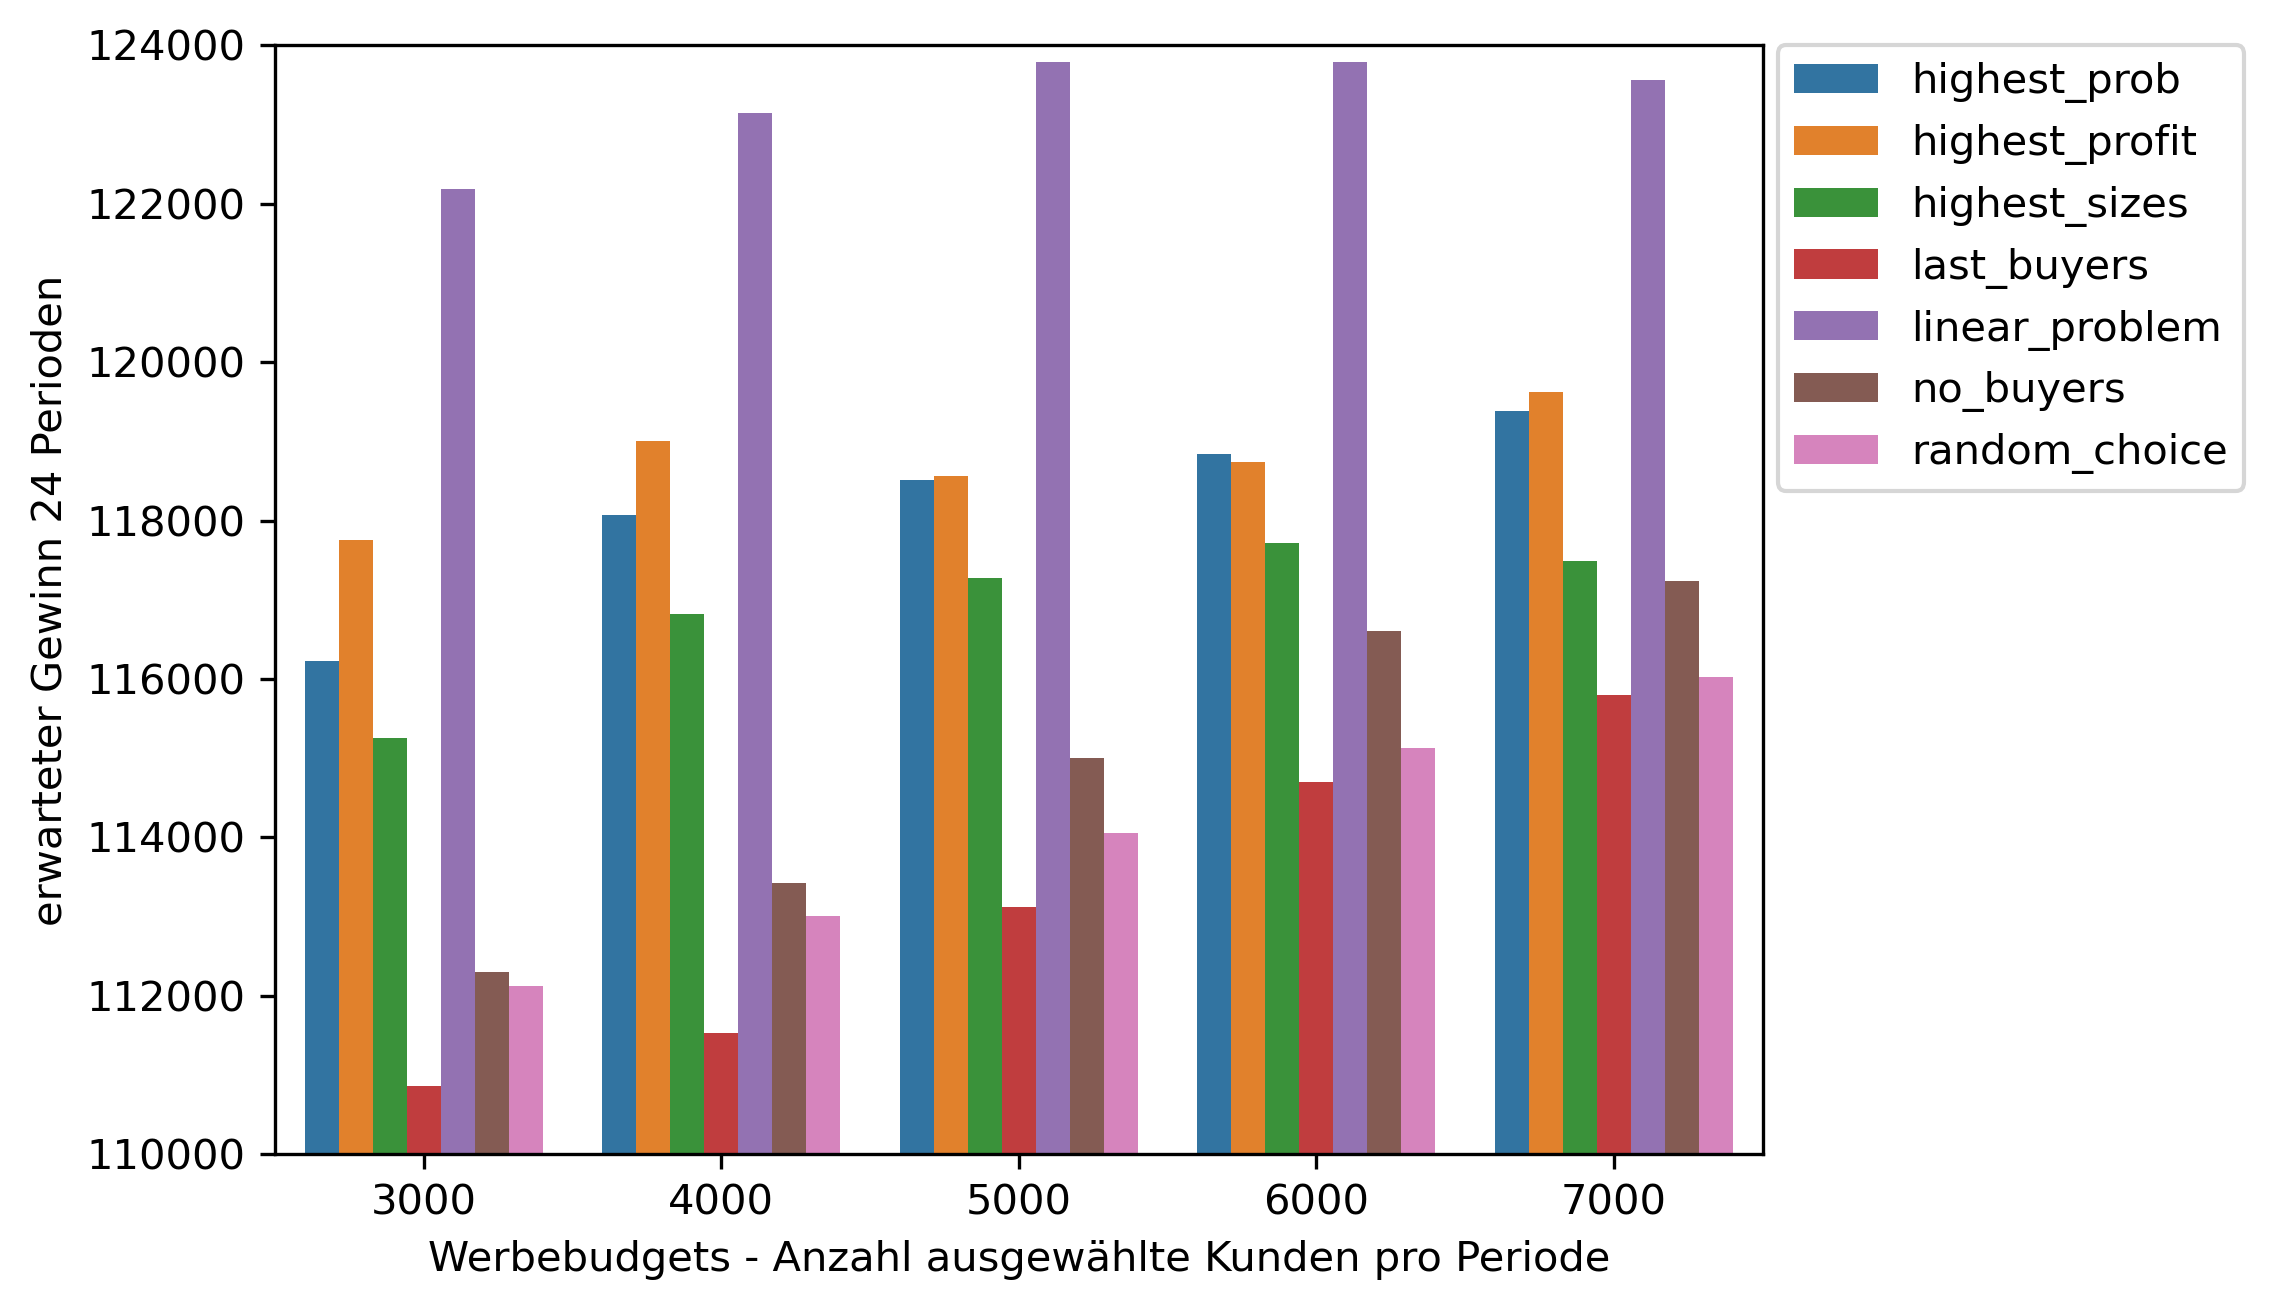 124000
122000
120000
118000
116000
114000
112000
110000
erwarteter Gewinn 24 Perioden
3000 4000 5000 6000 7000
Werbebudgets - Anzahl ausgewählte Kunden pro Periode
highest_prob
highest_profit
highest_sizes
last_buyers
linear_problem
no_buyers
random_choice